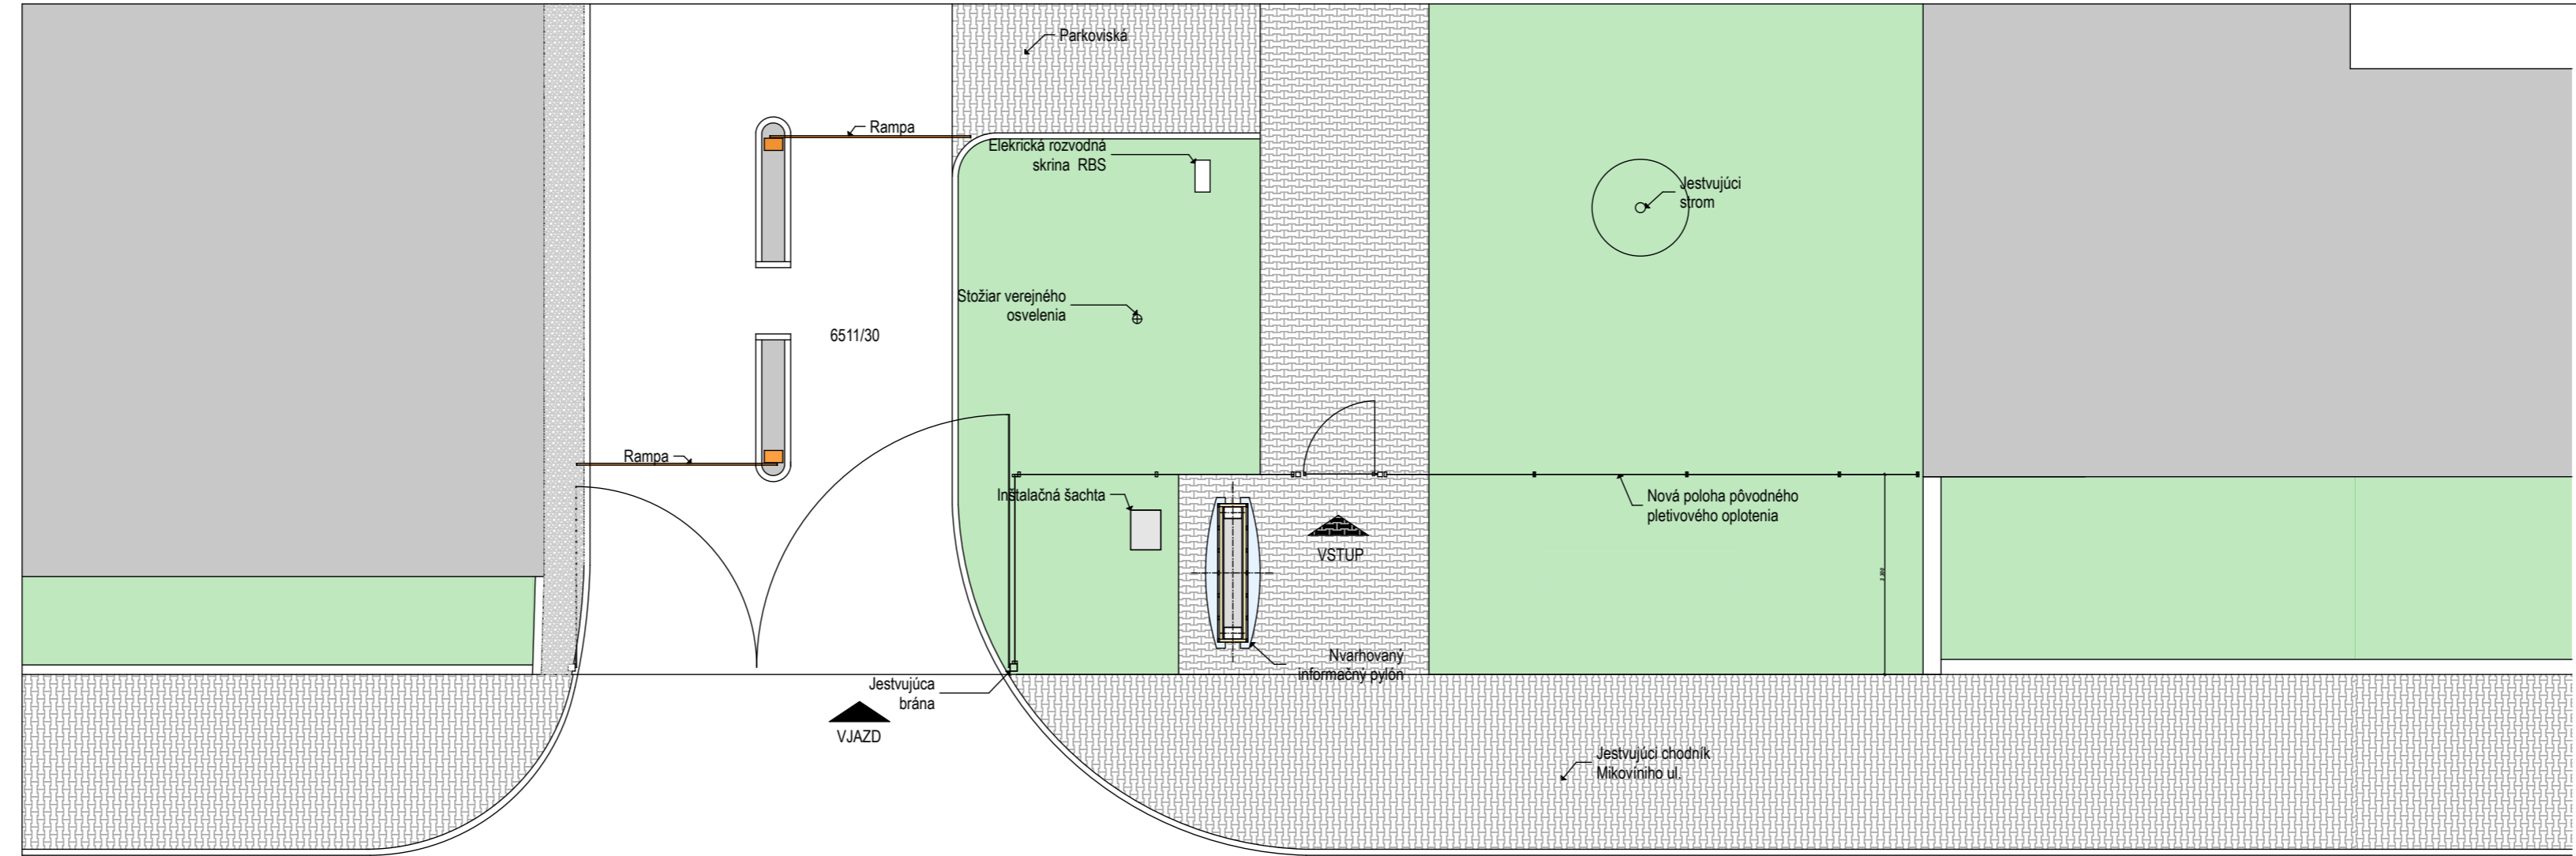 Parkoviská
Rampa
Elekrická rozvodná
skrina RBS
Jestvujúci
strom
Stožiar verejného
osvelenia
6511/30
Rampa
Inštalačná šachta
Nová poloha pôvodného
pletivového oplotenia
VSTUP
Nvarhovaný
informačný pylón
Jestvujúca
brána
VJAZD
Jestvujúci chodník
Mikovíniho ul.